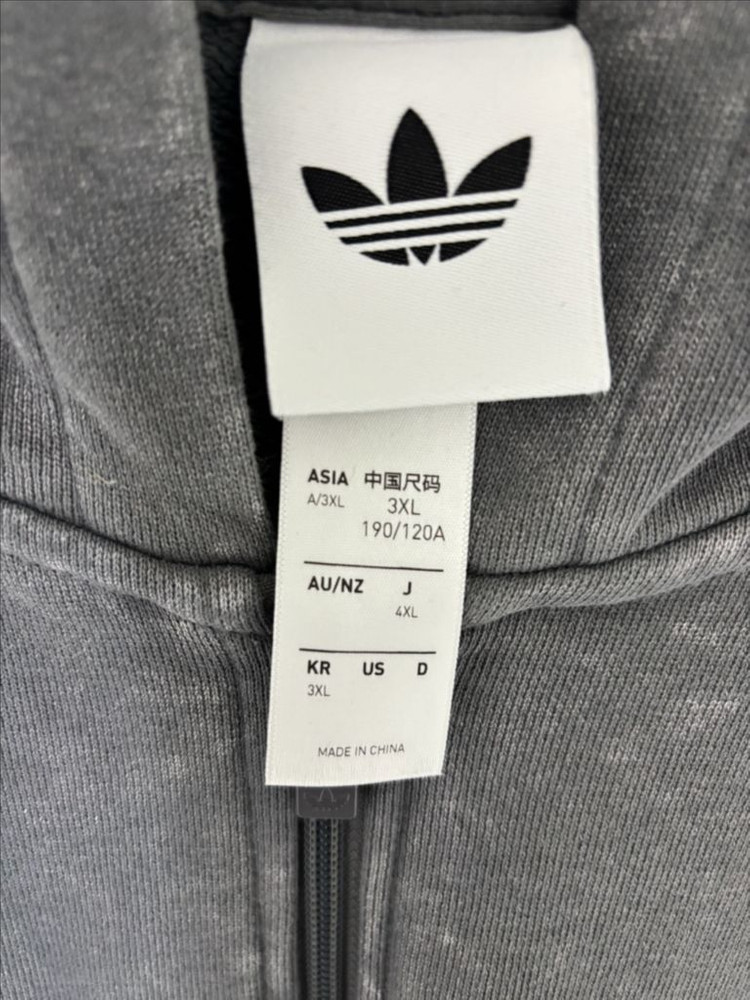 ASIA 中国尺码
A/3XL 3XL
190/120A
AU/NZ J
4XL
KR US D
3XL
MADE IN CHINA